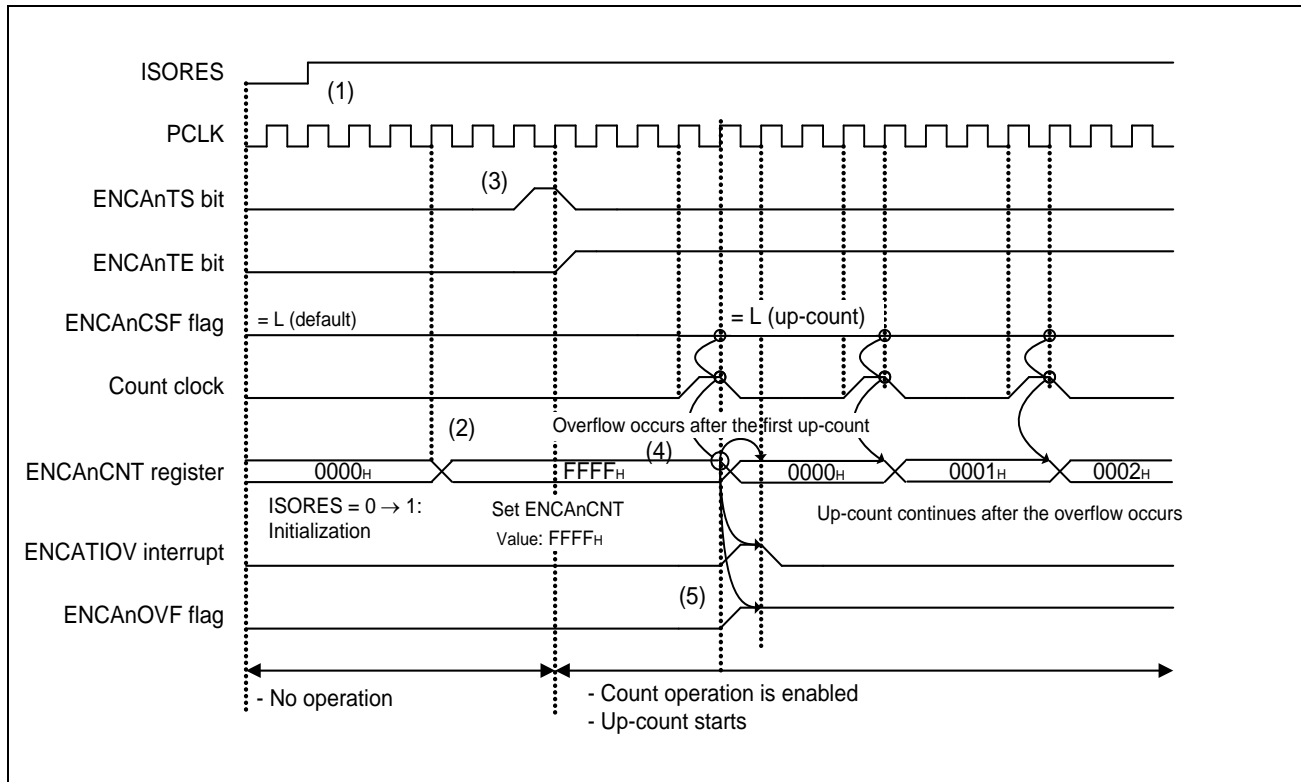 ISORES
(1)
PCLK
(3)
ENCAnTS bit
ENCAnTE bit
ENCAnCSF flag
= L (default)
= L (up-count)
Count clock
Overflow occurs after the first up-count
(2)
(4)
ENCAnCNT register
0000H
FFFFH
0000H
0001H
0002H
ISORES = 0 → 1:
Initialization
Set ENCAnCNT
Value: FFFFH
Up-count continues after the overflow occurs
ENCATIOV interrupt
(5)
ENCAnOVF flag
- No operation
- Count operation is enabled
- Up-count starts